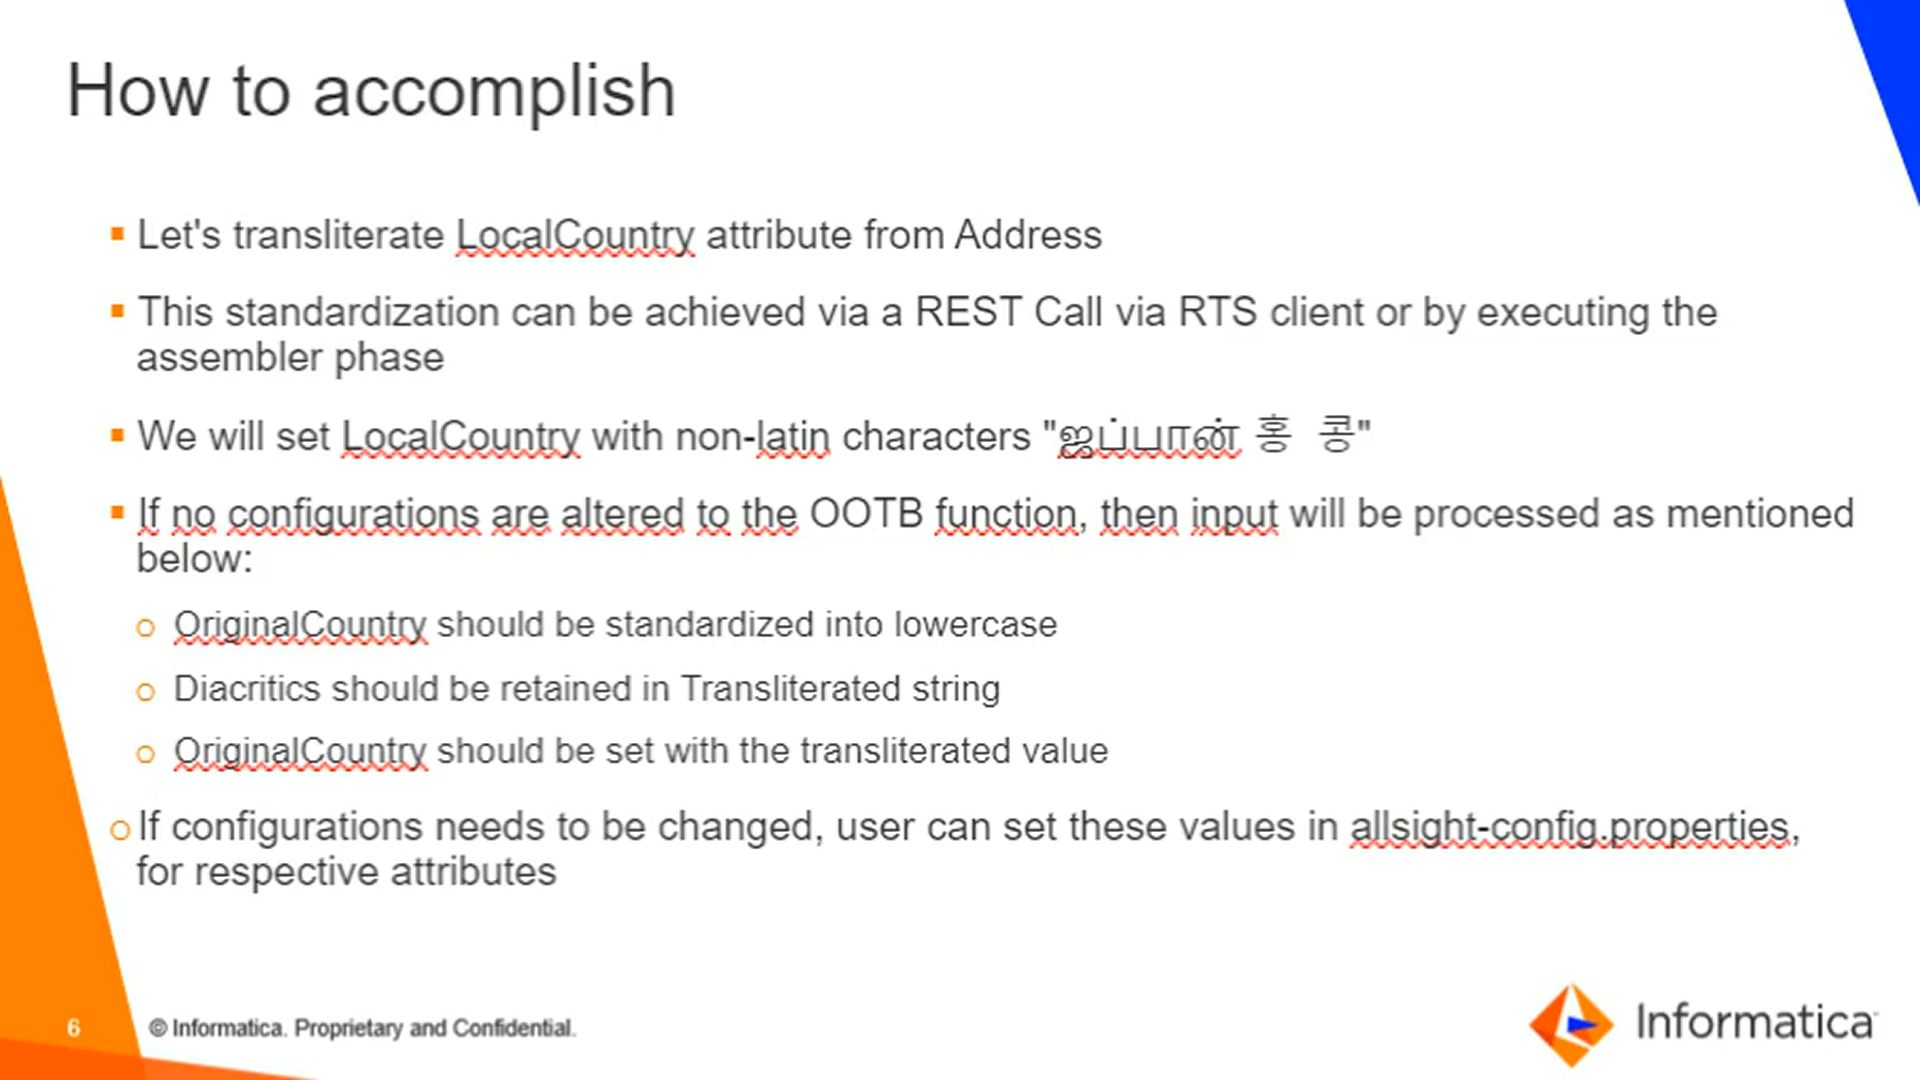 How to accomplish
Let's transliterate LocalCountry attribute from Address
This standardization can be achieved via a REST Call via RTS client or by executing the
assembler phase
We will set LocalCountry with non-latin characters "ஜப்பான் 홍 콩"
If no configurations are altered to the OOTB function, then input will be processed as mentioned
below:
OriginalCountry should be standardized into lowercase
Diacritics should be retained in Transliterated string
OriginalCountry should be set with the transliterated value
If configurations needs to be changed, user can set these values in allsight-config.properties,
for respective attributes
6 © Informatica. Proprietary and Confidential.
Informatica